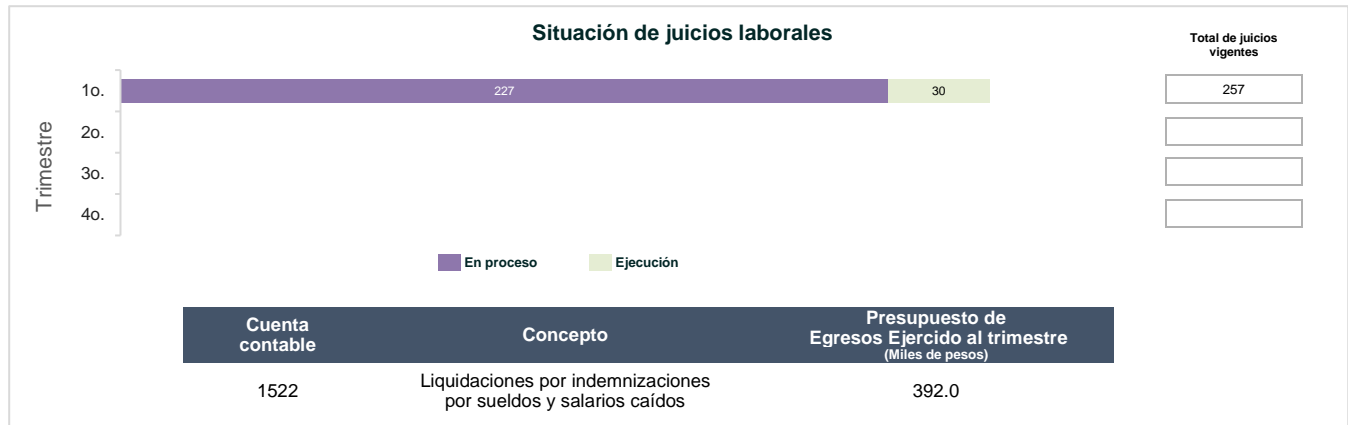 Situación de juicios laborales
Total de juicios
vigentes
Trimestre
1o.
227
30
257
2o.
3o.
4o.
En proceso
Ejecución
Cuenta
contable
Concepto
Presupuesto de
Egresos Ejercido al trimestre
(Miles de pesos)
1522
Liquidaciones por indemnizaciones
por sueldos y salarios caídos
392.0